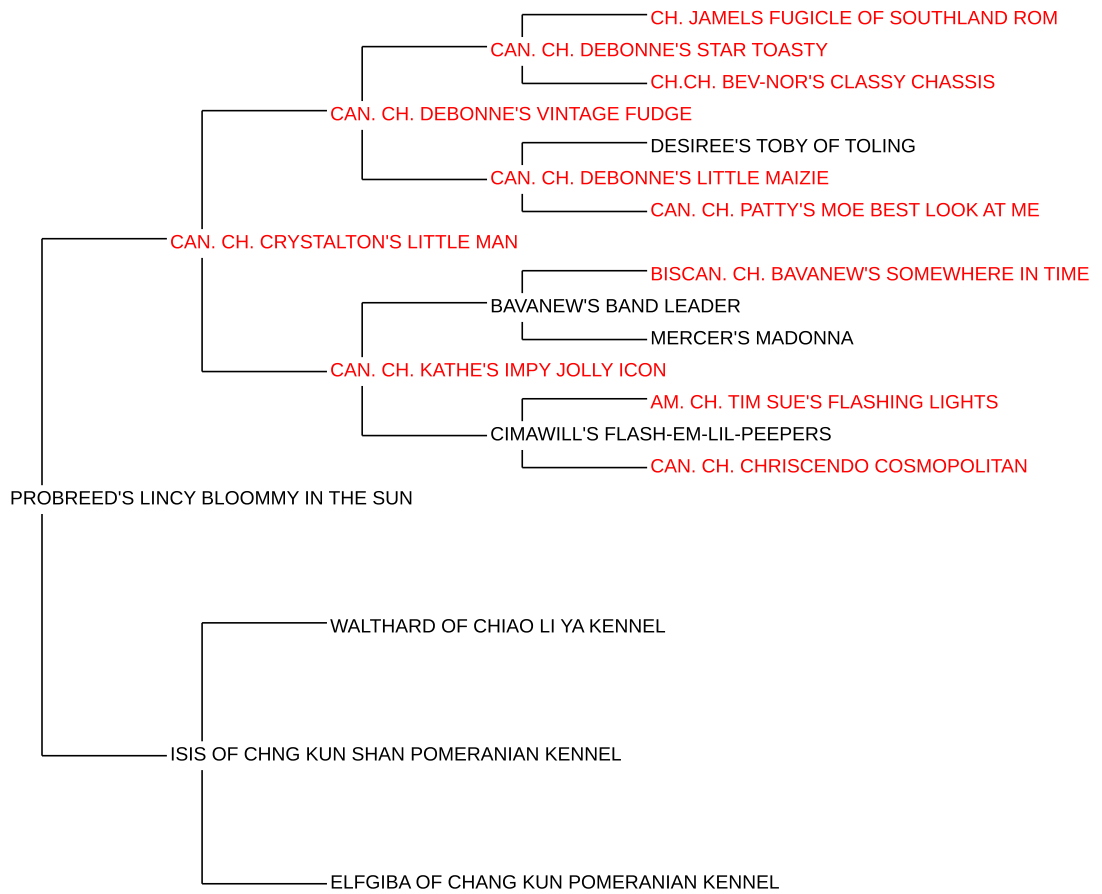 CH. JAMELS FUGICLE OF SOUTHLAND ROM
CAN. CH. DEBONNE'S STAR TOASTY
CH.CH. BEV-NOR'S CLASSY CHASSIS
CAN. CH. DEBONNE'S VINTAGE FUDGE
DESIREE'S TOBY OF TOLING
CAN. CH. DEBONNE'S LITTLE MAIZIE
CAN. CH. PATTY'S MOE BEST LOOK AT ME
CAN. CH. CRYSTALTON'S LITTLE MAN
BISCAN. CH. BAVANEW'S SOMEWHERE IN TIME
BAVANEW'S BAND LEADER
MERCER'S MADONNA
CAN. CH. KATHE'S IMPY JOLLY ICON
AM. CH. TIM SUE'S FLASHING LIGHTS
CIMAWILL'S FLASH-EM-LIL-PEEPERS
CAN. CH. CHRISCENDO COSMOPOLITAN
PROBREED'S LINCY BLOOMMY IN THE SUN
WALTHARD OF CHIAO LI YA KENNEL
ISIS OF CHNG KUN SHAN POMERANIAN KENNEL
ELFGIBA OF CHANG KUN POMERANIAN KENNEL